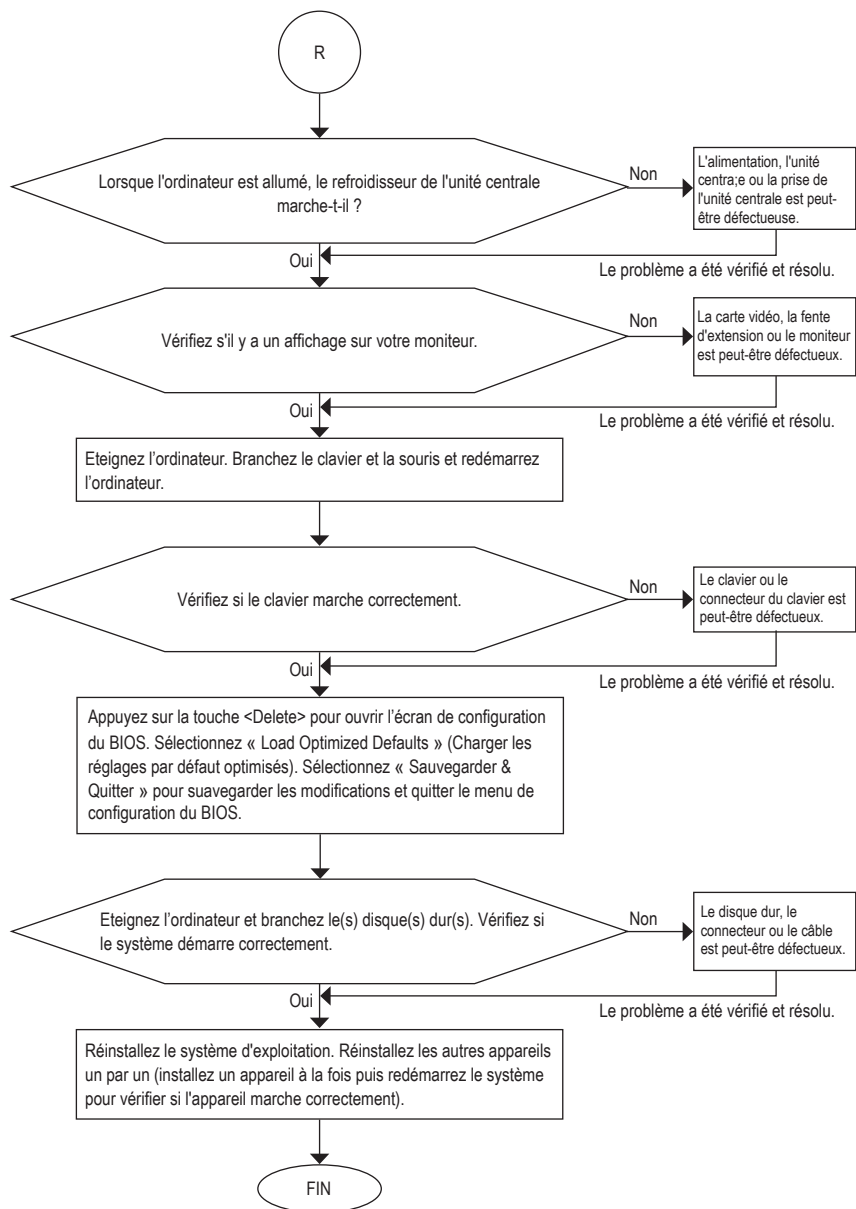 R
Lorsque l'ordinateur est allumé, le refroidisseur de l'unité centrale
marche-t-il ?
Non
L'alimentation, l'unité
centra;e ou la prise de
l'unité centrale est peut-
être défectueuse.
Oui
Le problème a été vérifié et résolu.
Vérifiez s'il y a un affichage sur votre moniteur.
Non
La carte vidéo, la fente
d'extension ou le moniteur
est peut-être défectueux.
Oui
Le problème a été vérifié et résolu.
Eteignez l’ordinateur. Branchez le clavier et la souris et redémarrez
l’ordinateur.
Vérifiez si le clavier marche correctement.
Non
Le clavier ou le
connecteur du clavier est
peut-être défectueux.
Oui
Le problème a été vérifié et résolu.
Appuyez sur la touche <Delete> pour ouvrir l’écran de configuration
du BIOS. Sélectionnez « Load Optimized Defaults » (Charger les
réglages par défaut optimisés). Sélectionnez « Sauvegarder &
Quitter » pour suavegarder les modifications et quitter le menu de
configuration du BIOS.
Eteignez l’ordinateur et branchez le(s) disque(s) dur(s). Vérifiez si
le système démarre correctement.
Non
Le disque dur, le
connecteur ou le câble
est peut-être défectueux.
Oui
Le problème a été vérifié et résolu.
Réinstallez le système d'exploitation. Réinstallez les autres appareils
un par un (installez un appareil à la fois puis redémarrez le système
pour vérifier si l'appareil marche correctement).
FIN